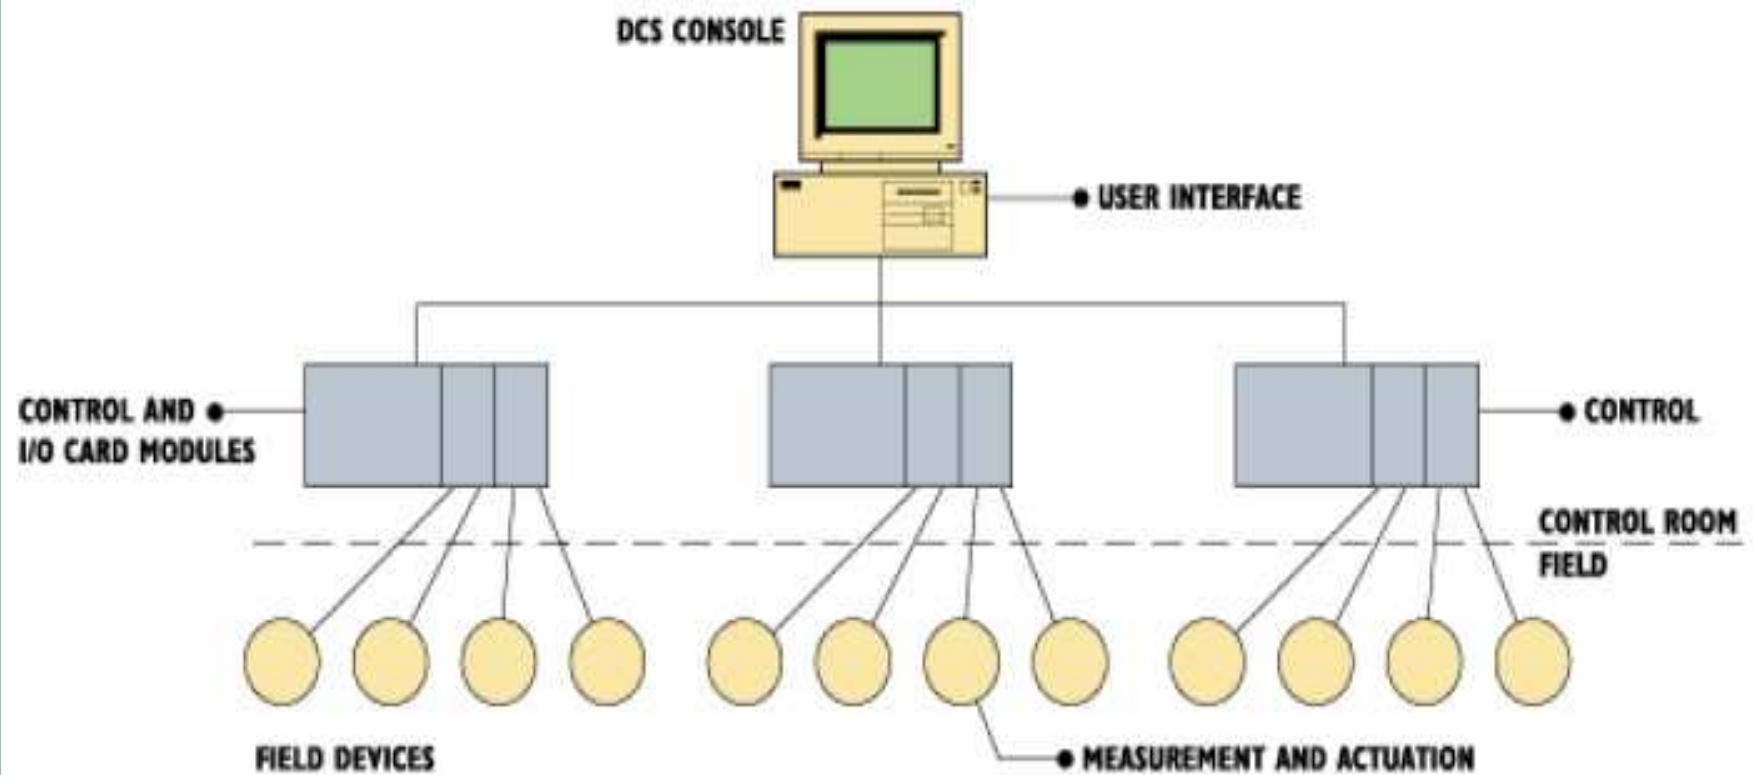 DCS CONSOLE
USER INTERFACE
CONTROL AND
I/O CARD MODULES
CONTROL
CONTROL ROOM
FIELD
FIELD DEVICES
MEASUREMENT AND ACTUATION